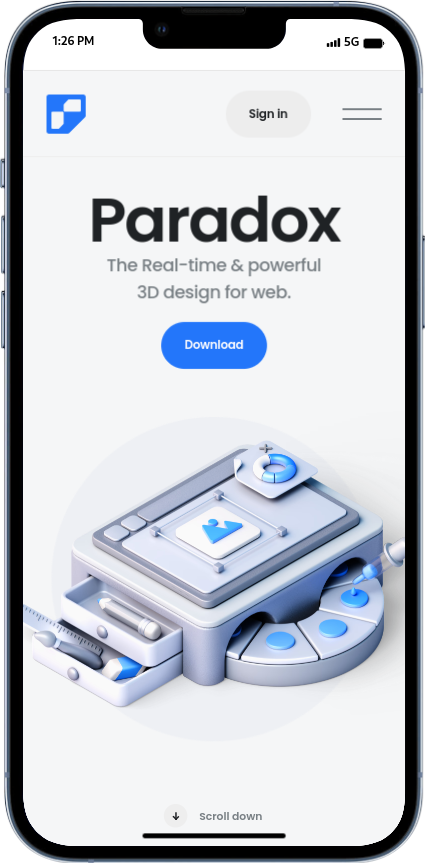 1:26 PM 5G
Sign in
Paradox
The Real-time & powerful
3D design for web.
Download
Scroll down